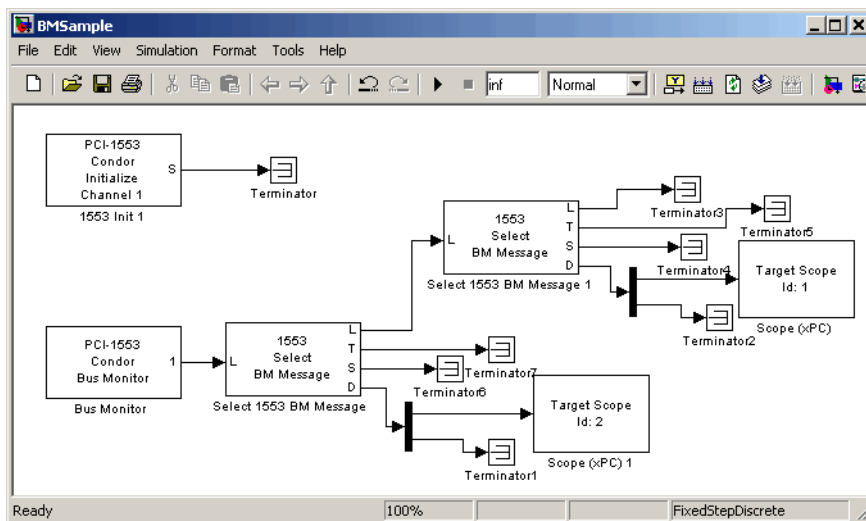 BMSample
File Edit View Simulation Format Tools Help
inf Normal
PCI-1553
Condor
Initialize
Channel 1
S
1553 Init 1
Terminator
1553
Select
BM Message
L
L
T
S
D
Select 1553 BM Message 1
Terminator3
Terminator5
Terminator4
Terminator2
Target Scope
Id: 1
Scope (xPC)
PCI-1553
Condor
Bus Monitor
1
Bus Monitor
1553
Select
BM Message
L
L
T
S
D
Select 1553 BM Message
Terminator7
Terminator6
Terminator1
Target Scope
Id: 2
Scope (xPC) 1
Ready 100% FixedStepDiscrete